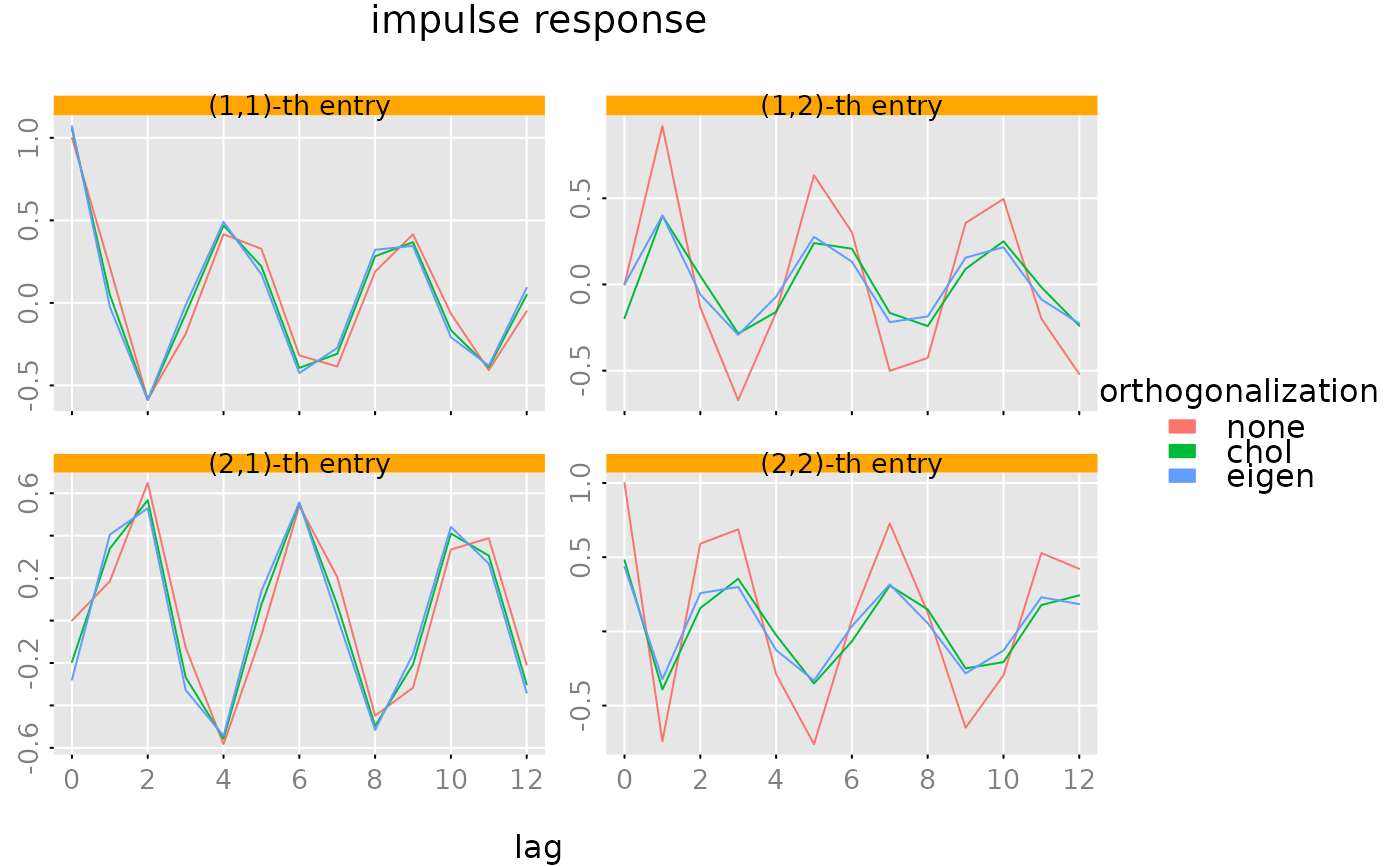 impulse response
(1,1)-th entry
(1,2)-th entry
1.0
0.5
0.0
-0.5
0.5
0.0
-0.5
(2,1)-th entry
(2,2)-th entry
0.6
0.2
-0.2
-0.6
1.0
0.5
-0.5
0 2 4 6 8 10 12
0 2 4 6 8 10 12
lag
orthogonalization
none
chol
eigen